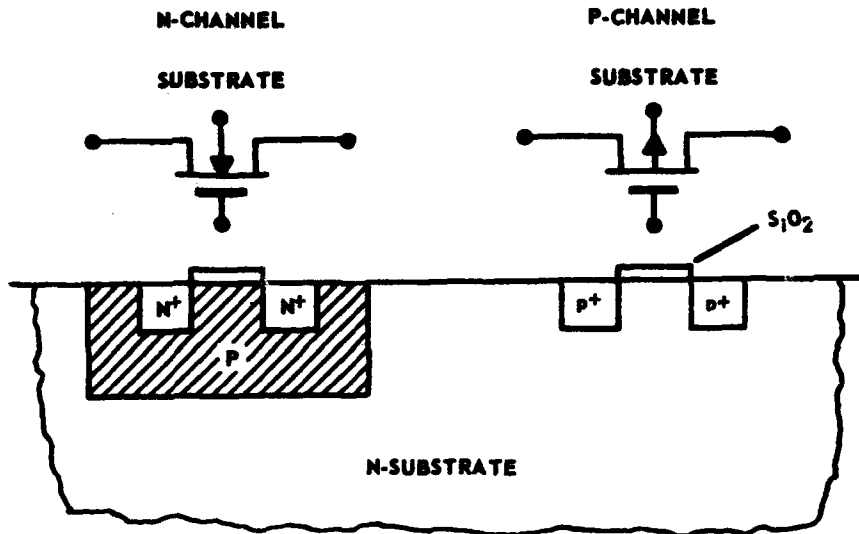 N-CHANNEL
SUBSTRATE
P-CHANNEL
SUBSTRATE
SiO2
N+
N+
P
P+
P+
N-SUBSTRATE